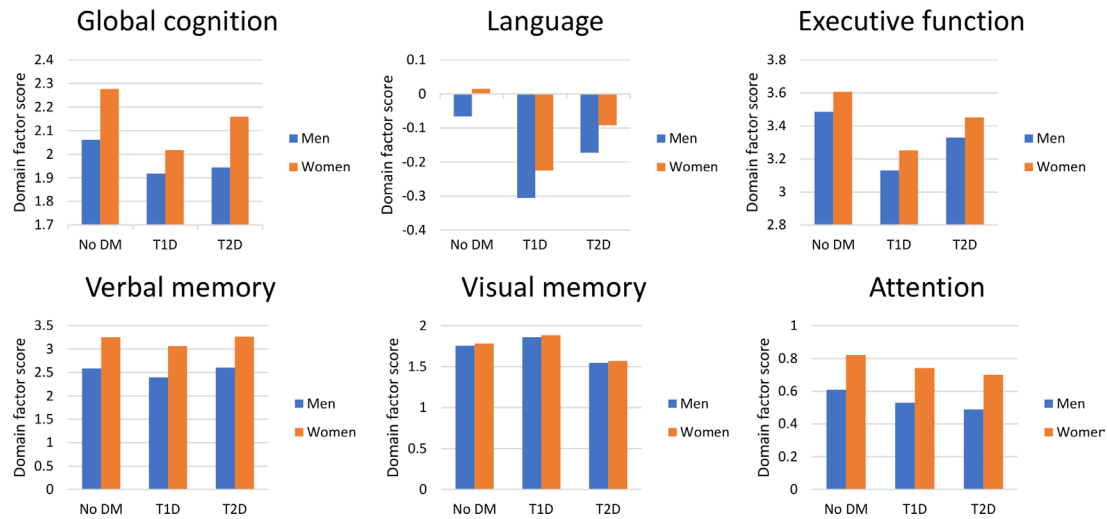 Global cognition
Domain factor score
2.4
2.3
2.2
2.1
2
1.9
1.8
1.7
No DM T1D T2D
Men
Women
Language
Domain factor score
0.1
0
-0.1
-0.2
-0.3
-0.4
No DM T1D T2D
Men
Women
Executive function
Domain factor score
3.8
3.6
3.4
3.2
3
2.8
No DM T1D T2D
Men
Women
Verbal memory
Domain factor score
3.5
3
2.5
2
1.5
1
0.5
0
No DM T1D T2D
Men
Women
Visual memory
Domain factor score
2
1.5
1
0.5
0
No DM T1D T2D
Men
Women
Attention
Domain factor score
1
0.8
0.6
0.4
0.2
0
No DM T1D T2D
Men
Women